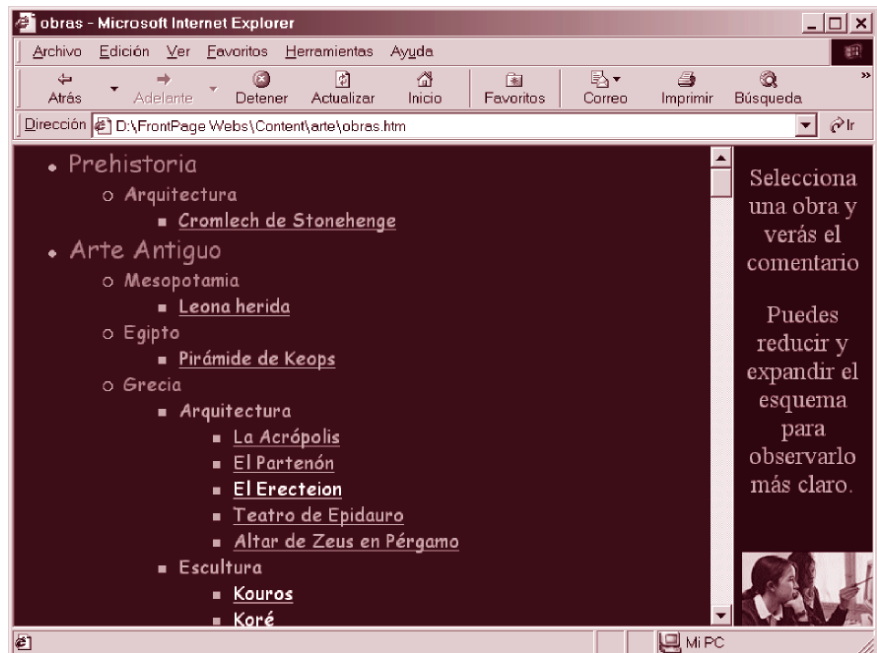 obras - Microsoft Internet Explorer
Archivo Edición Ver Favoritos Herramientas Ayuda
Atrás Adelante Detener Actualizar Inicio Favoritos Correo Imprimir Búsqueda »
Dirección D:\FrontPage Webs\Content\arte\obras.htm Ir
Prehistoria
Arquitectura
Cromlech de Stonehenge
Arte Antiguo
Mesopotamia
Leona herida
Egipto
Pirámide de Keops
Grecia
Arquitectura
La Acrópolis
El Partenón
El Erecteion
Teatro de Epidauro
Altar de Zeus en Pérgamo
Escultura
Kouros
Koré
Selecciona
una obra y
verás el
comentario
Puedes
reducir y
expandir el
esquema
para
observarlo
más claro.
Mi PC